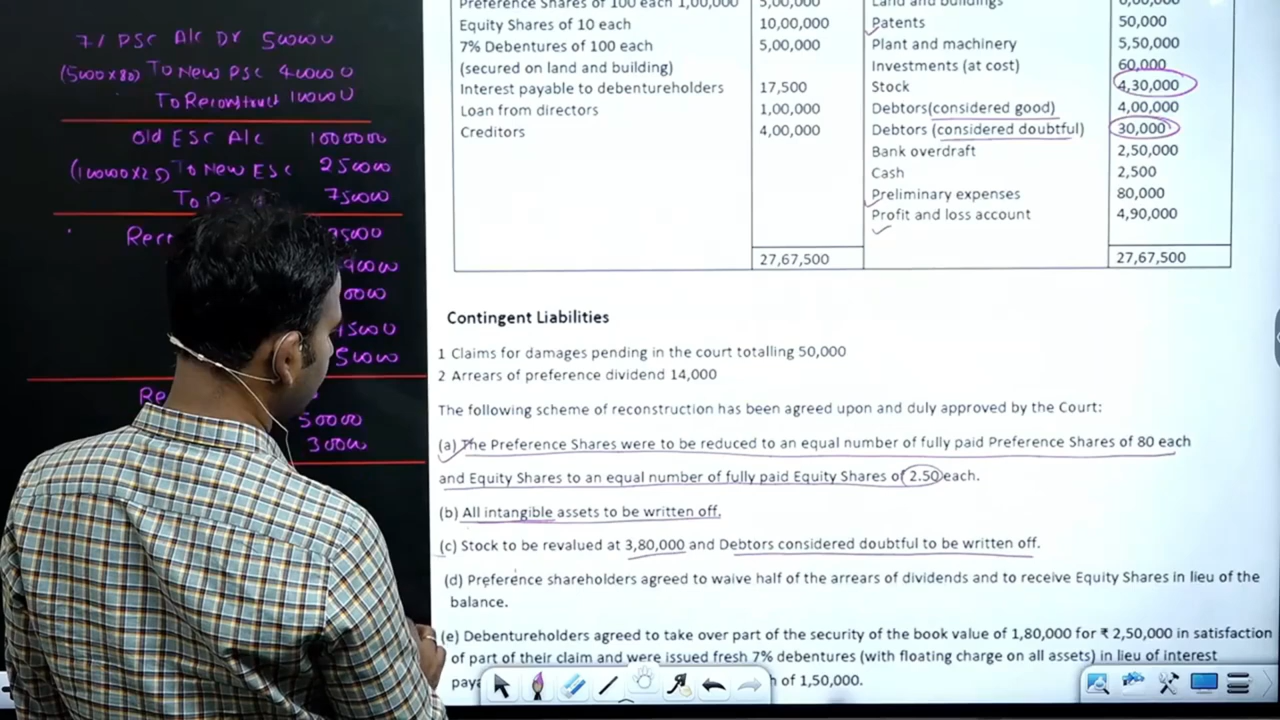 7% PSC A/C Dr 500000
(5000x80) To New PSC 400000
To Reconstruct 100000
Old ESC A/C 1000000
(100000x2.5) To New ESC 250000
To 750000
50000
30000
Preference Shares of 100 each 1,00,000 5,00,000 Land and buildings
Equity Shares of 10 each 10,00,000 Patents 50,000
7% Debentures of 100 each 5,00,000 Plant and machinery 5,50,000
(secured on land and building) Investments (at cost) 60,000
Interest payable to debentureholders 17,500 Stock 4,30,000
Loan from directors 1,00,000 Debtors(considered good) 4,00,000
Creditors 4,00,000 Debtors (considered doubtful) 30,000
Bank overdraft 2,50,000
Cash 2,500
Preliminary expenses 80,000
Profit and loss account 4,90,000
27,67,500 27,67,500
Contingent Liabilities
1 Claims for damages pending in the court totalling 50,000
2 Arrears of preference dividend 14,000
The following scheme of reconstruction has been agreed upon and duly approved by the Court:
(a) The Preference Shares were to be reduced to an equal number of fully paid Preference Shares of 80 each
and Equity Shares to an equal number of fully paid Equity Shares of 2.50 each.
(b) All intangible assets to be written off.
(c) Stock to be revalued at 3,80,000 and Debtors considered doubtful to be written off.
(d) Preference shareholders agreed to waive half of the arrears of dividends and to receive Equity Shares in lieu of the
balance.
(e) Debentureholders agreed to take over part of the security of the book value of 1,80,000 for ₹ 2,50,000 in satisfaction
of part of their claim and were issued fresh 7% debentures (with floating charge on all assets) in lieu of interest
of 1,50,000.